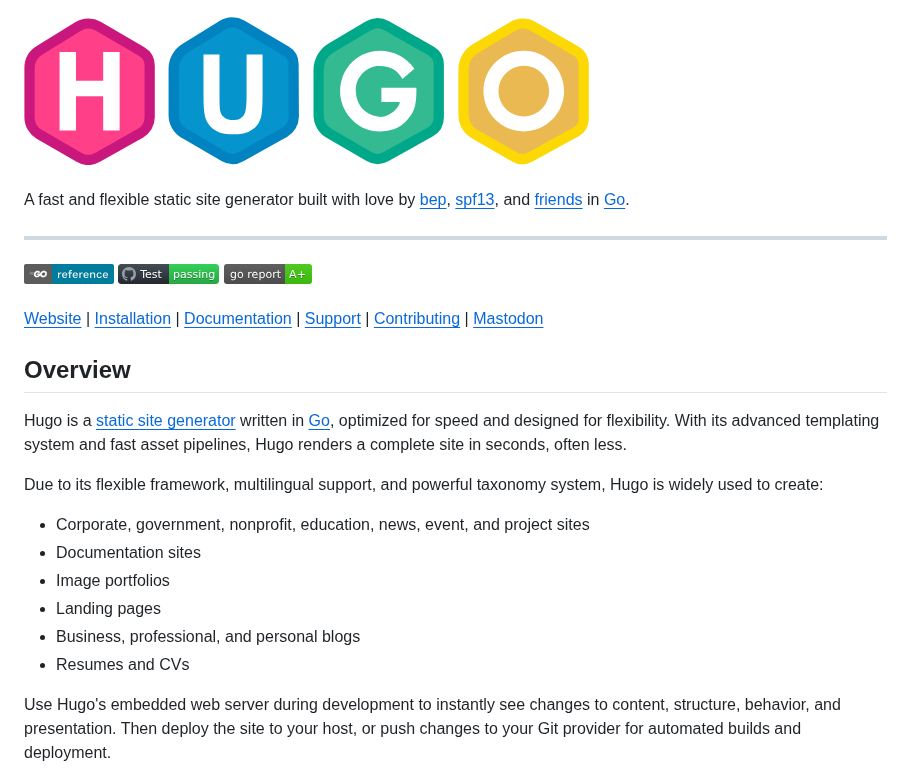 HUGO
A fast and flexible static site generator built with love by bep, spf13, and friends in Go.
GO reference Test passing go report A+
Website | Installation | Documentation | Support | Contributing | Mastodon
Overview
Hugo is a static site generator written in Go, optimized for speed and designed for flexibility. With its advanced templating
system and fast asset pipelines, Hugo renders a complete site in seconds, often less.
Due to its flexible framework, multilingual support, and powerful taxonomy system, Hugo is widely used to create:
• Corporate, government, nonprofit, education, news, event, and project sites
• Documentation sites
• Image portfolios
• Landing pages
• Business, professional, and personal blogs
• Resumes and CVs
Use Hugo's embedded web server during development to instantly see changes to content, structure, behavior, and
presentation. Then deploy the site to your host, or push changes to your Git provider for automated builds and
deployment.